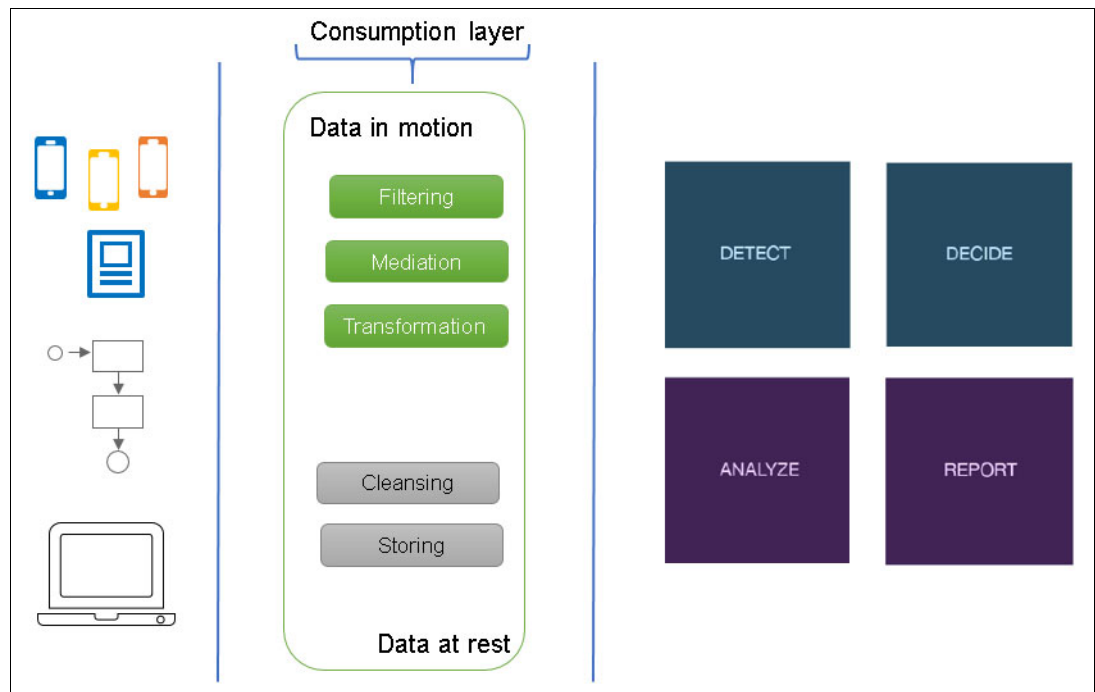 Consumption layer
Data in motion
Filtering
Mediation
Transformation
Cleansing
Storing
Data at rest
DETECT
DECIDE
ANALYZE
REPORT